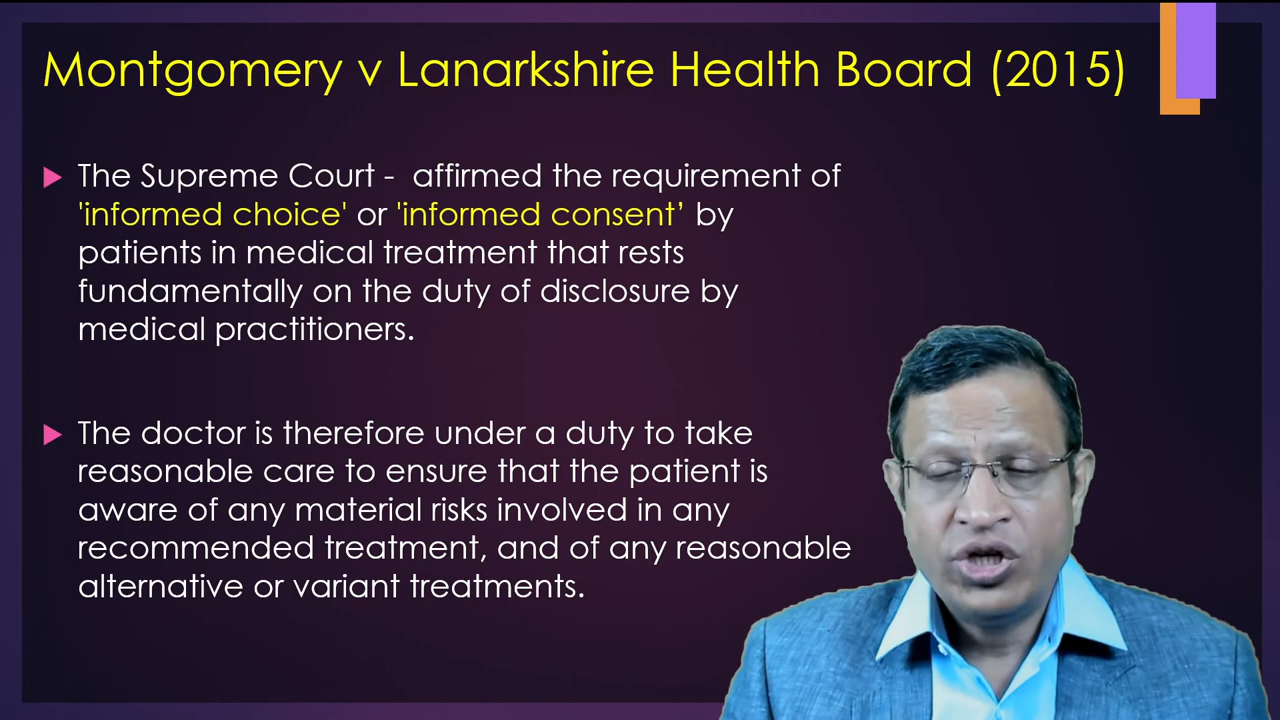 Montgomery v Lanarkshire Health Board (2015)
The Supreme Court -  affirmed the requirement of
'informed choice' or 'informed consent’ by
patients in medical treatment that rests
fundamentally on the duty of disclosure by
medical practitioners.
The doctor is therefore under a duty to take
reasonable care to ensure that the patient is
aware of any material risks involved in any
recommended treatment, and of any reasonable
alternative or variant treatments.